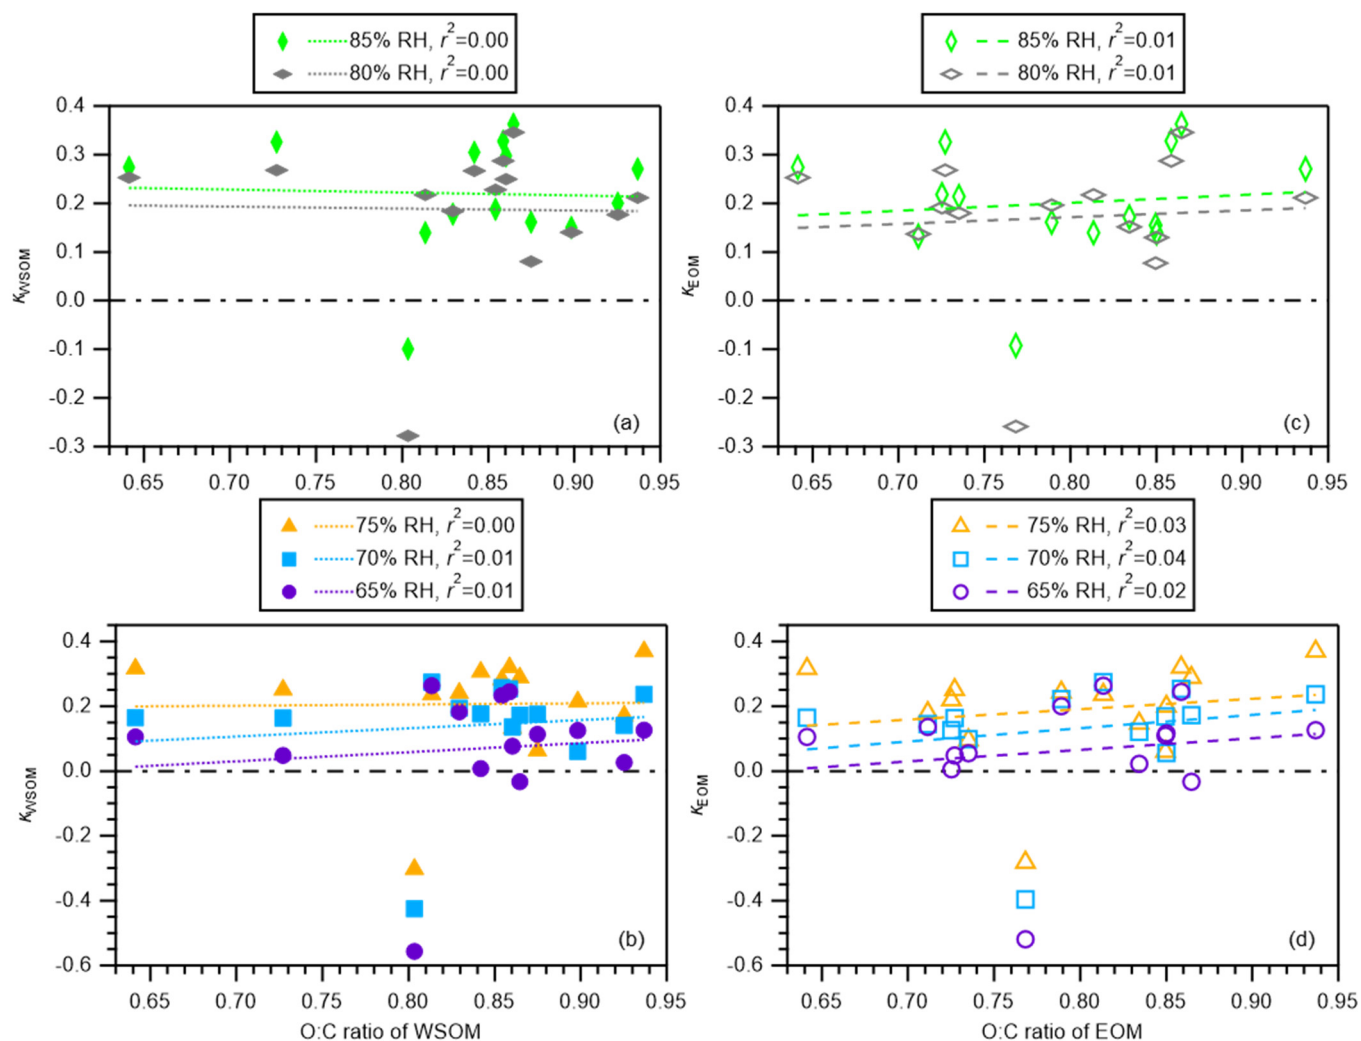 85% RH, r²=0.00
80% RH, r²=0.00
0.4
0.3
0.2
0.1
0.0
-0.1
-0.2
-0.3
κWSOM
(a)
0.65 0.70 0.75 0.80 0.85 0.90 0.95
85% RH, r²=0.01
80% RH, r²=0.01
0.4
0.3
0.2
0.1
0.0
-0.1
-0.2
-0.3
κEOM
(c)
0.65 0.70 0.75 0.80 0.85 0.90 0.95
75% RH, r²=0.00
70% RH, r²=0.01
65% RH, r²=0.01
0.4
0.2
0.0
-0.2
-0.4
-0.6
κWSOM
(b)
0.65 0.70 0.75 0.80 0.85 0.90 0.95
O:C ratio of WSOM
75% RH, r²=0.03
70% RH, r²=0.04
65% RH, r²=0.02
0.4
0.2
0.0
-0.2
-0.4
-0.6
κEOM
(d)
0.65 0.70 0.75 0.80 0.85 0.90 0.95
O:C ratio of EOM